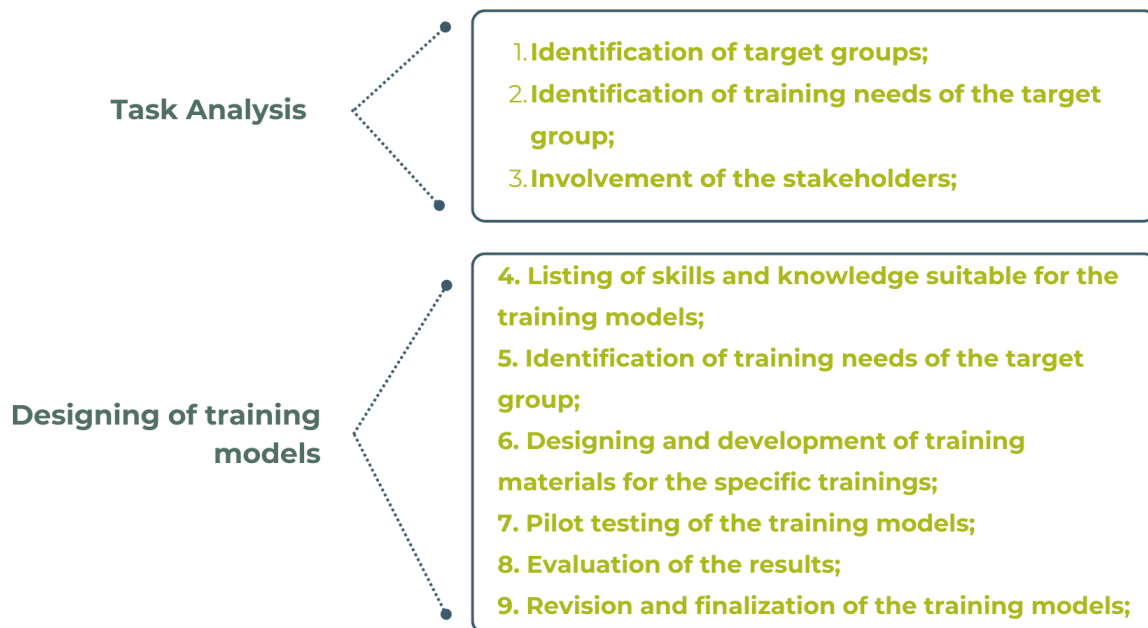 Task Analysis
1. Identification of target groups;
2. Identification of training needs of the target
group;
3. Involvement of the stakeholders;
Designing of training
models
4. Listing of skills and knowledge suitable for the
training models;
5. Identification of training needs of the target
group;
6. Designing and development of training
materials for the specific trainings;
7. Pilot testing of the training models;
8. Evaluation of the results;
9. Revision and finalization of the training models;